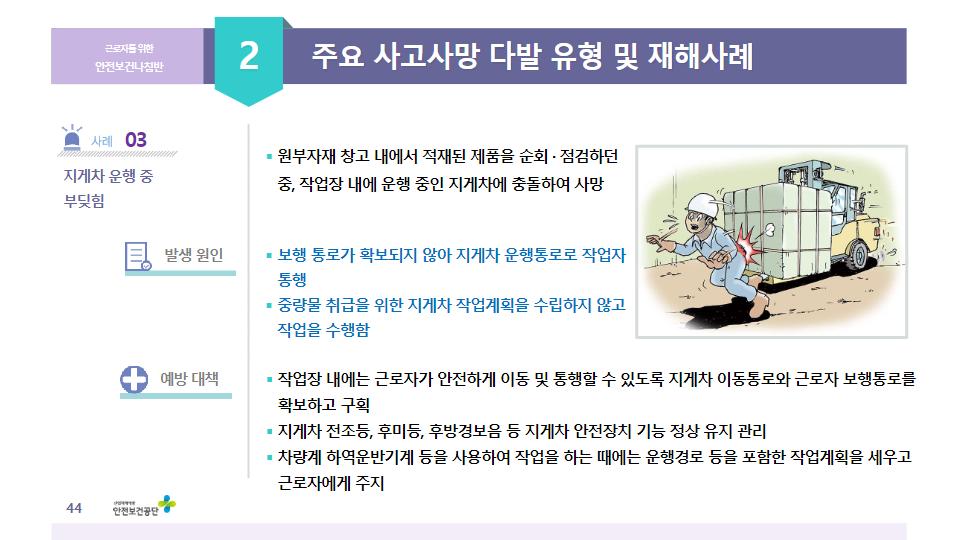 근로자를 위한
안전보건나침반
2
주요 사고사망 다발 유형 및 재해사례
사례 03
지게차 운행 중
부딪힘
▪ 원부자재 창고 내에서 적재된 제품을 순회 · 점검하던
중, 작업장 내에 운행 중인 지게차에 충돌하여 사망
발생 원인
▪ 보행 통로가 확보되지 않아 지게차 운행통로로 작업자
통행
▪ 중량물 취급을 위한 지게차 작업계획을 수립하지 않고
작업을 수행함
예방 대책
▪ 작업장 내에는 근로자가 안전하게 이동 및 통행할 수 있도록 지게차 이동통로와 근로자 보행통로를
확보하고 구획
▪ 지게차 전조등, 후미등, 후방경보음 등 지게차 안전장치 기능 정상 유지 관리
▪ 차량계 하역운반기계 등을 사용하여 작업을 하는 때에는 운행경로 등을 포함한 작업계획을 세우고
근로자에게 주지
44
산업재해예방
안전보건공단